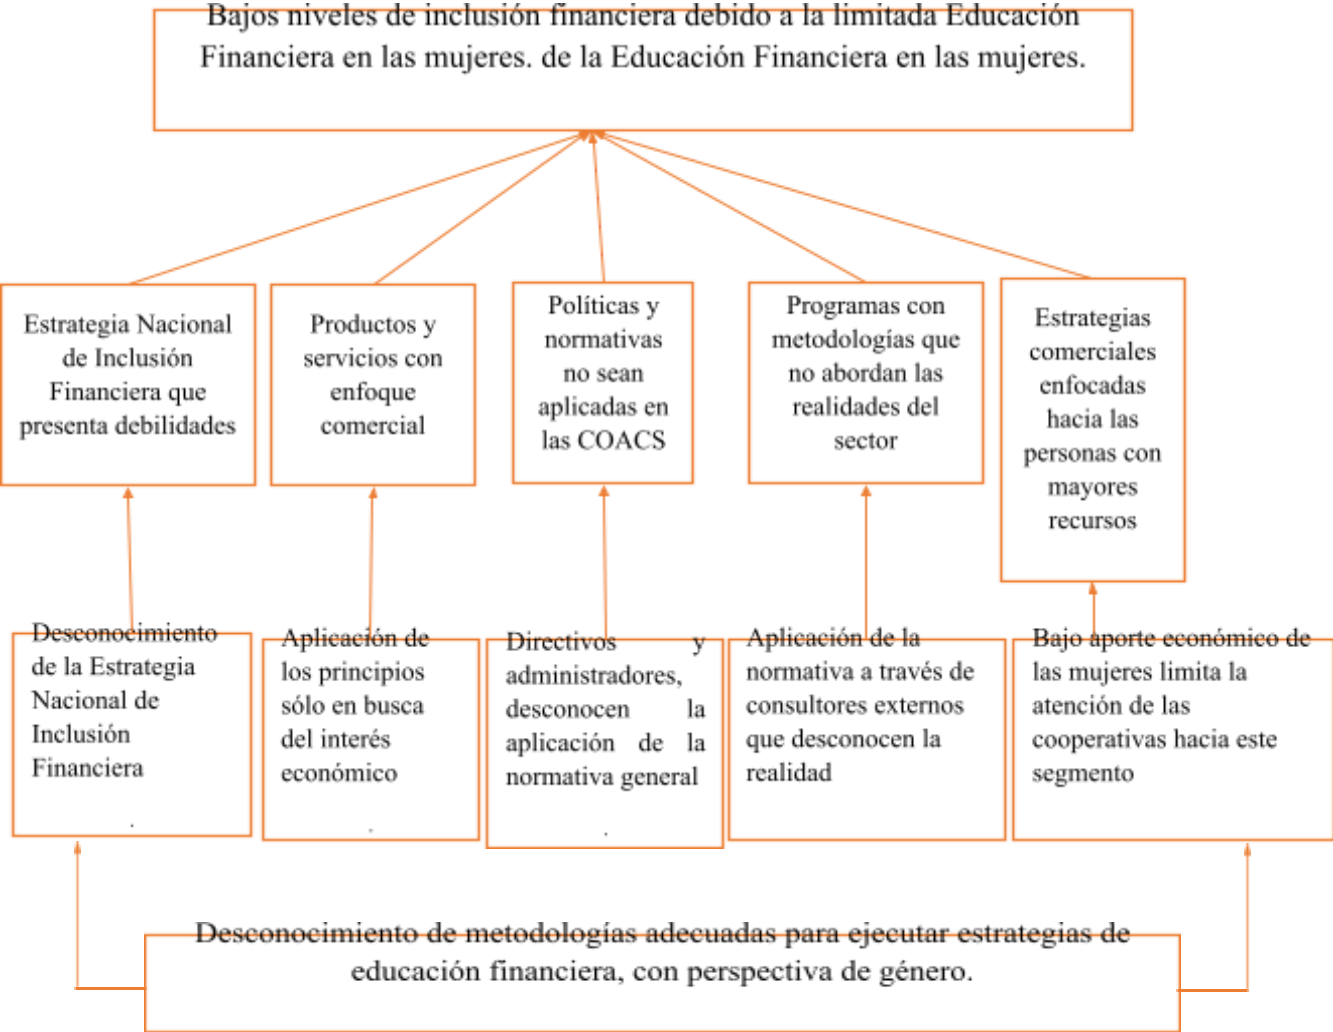 Bajos niveles de inclusión financiera debido a la limitada Educación
Financiera en las mujeres. de la Educación Financiera en las mujeres.
Estrategia Nacional
de Inclusión
Financiera que
presenta debilidades
Productos y
servicios con
enfoque
comercial
Políticas y
normativas
no sean
aplicadas en
las COACS
Programas con
metodologías que
no abordan las
realidades del
sector
Estrategias
comerciales
enfocadas
hacia las
personas con
mayores
recursos
Desconocimiento
de la Estrategia
Nacional de
Inclusión
Financiera
.
Aplicación de
los principios
sólo en busca
del interés
económico
.
Directivos y
administradores,
desconocen la
aplicación de la
normativa general
.
Aplicación de la
normativa a través de
consultores externos
que desconocen la
realidad
Bajo aporte económico de
las mujeres limita la
atención de las
cooperativas hacia este
segmento
Desconocimiento de metodologías adecuadas para ejecutar estrategias de
educación financiera, con perspectiva de género.